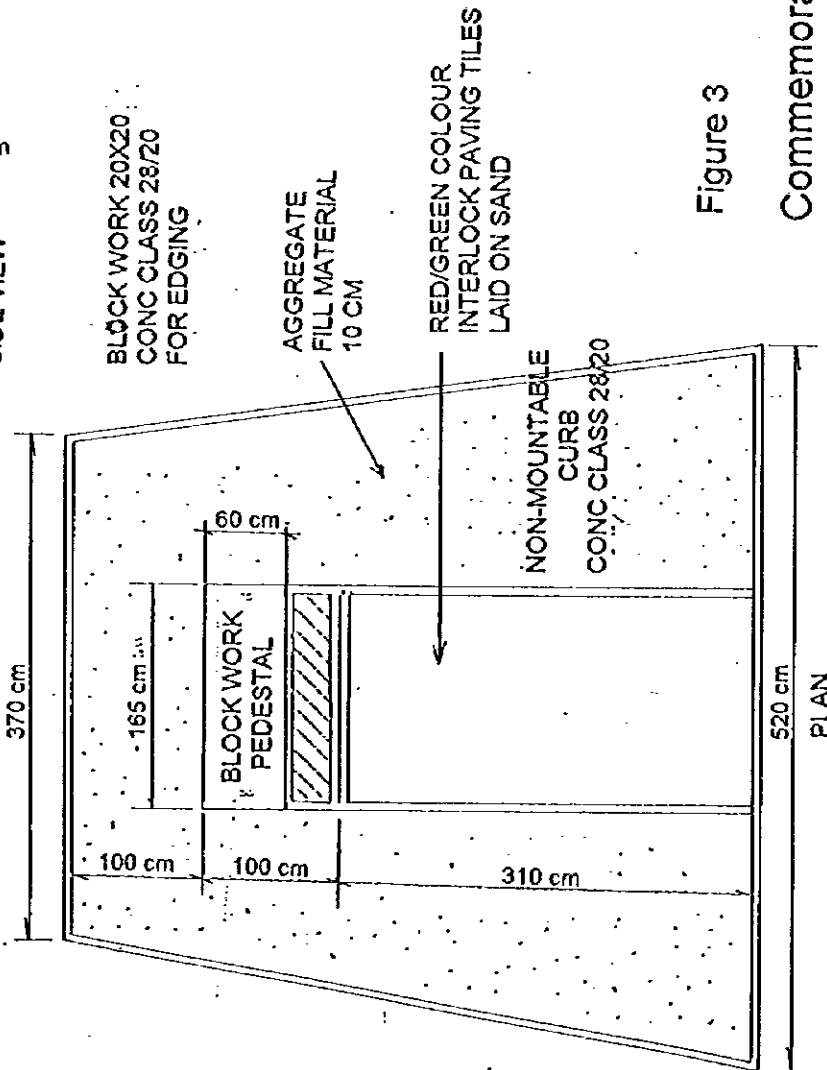 370 cm
BLOCK WORK 20X20
CONC CLASS 28/20
FOR EDGING
AGGREGATE
FILL MATERIAL
10 CM
60 cm
165 cm
BLOCK WORK
PEDESTAL
RED/GREEN COLOUR
INTERLOCK PAVING TILES
LAID ON SAND
NON-MOUNTABLE
CURB
CONC CLASS 28/20
100 cm
100 cm
310 cm
520 cm
PLAN
Figure 3